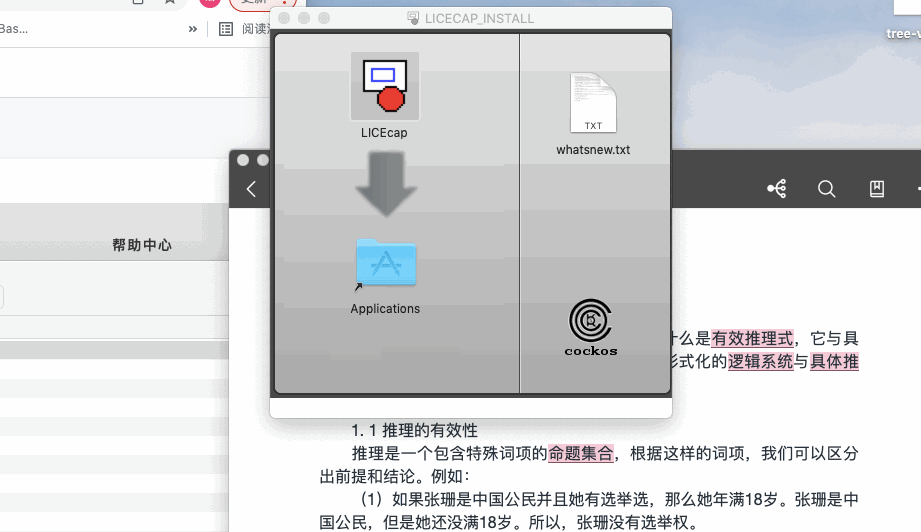 更新
Bas...
»
LICECAP_INSTALL
tree-v
LICEcap
TXT
whatsnew.txt
帮助中心
Applications
cockos
什么是有效推理式，它与具
形式化的逻辑系统与具体推
1. 1 推理的有效性
推理是一个包含特殊词项的命题集合，根据这样的词项，我们可以区分
出前提和结论。例如：
（1）如果张珊是中国公民并且她有选举选，那么她年满18岁。张珊是中
国公民，但是她还没满18岁。所以，张珊没有选举权。